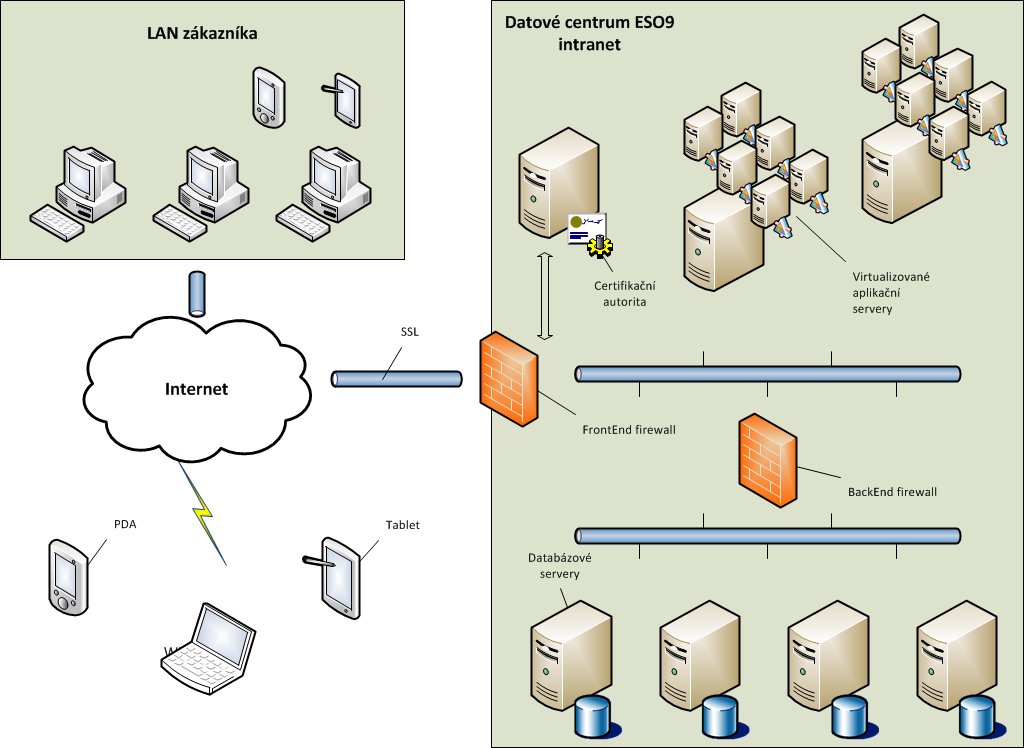 LAN zákazníka
Datové centrum ESO9
intranet
Certifikační
autorita
Virtualizované
aplikační
servery
SSL
Internet
FrontEnd firewall
BackEnd firewall
PDA
Tablet
Databázové
servery